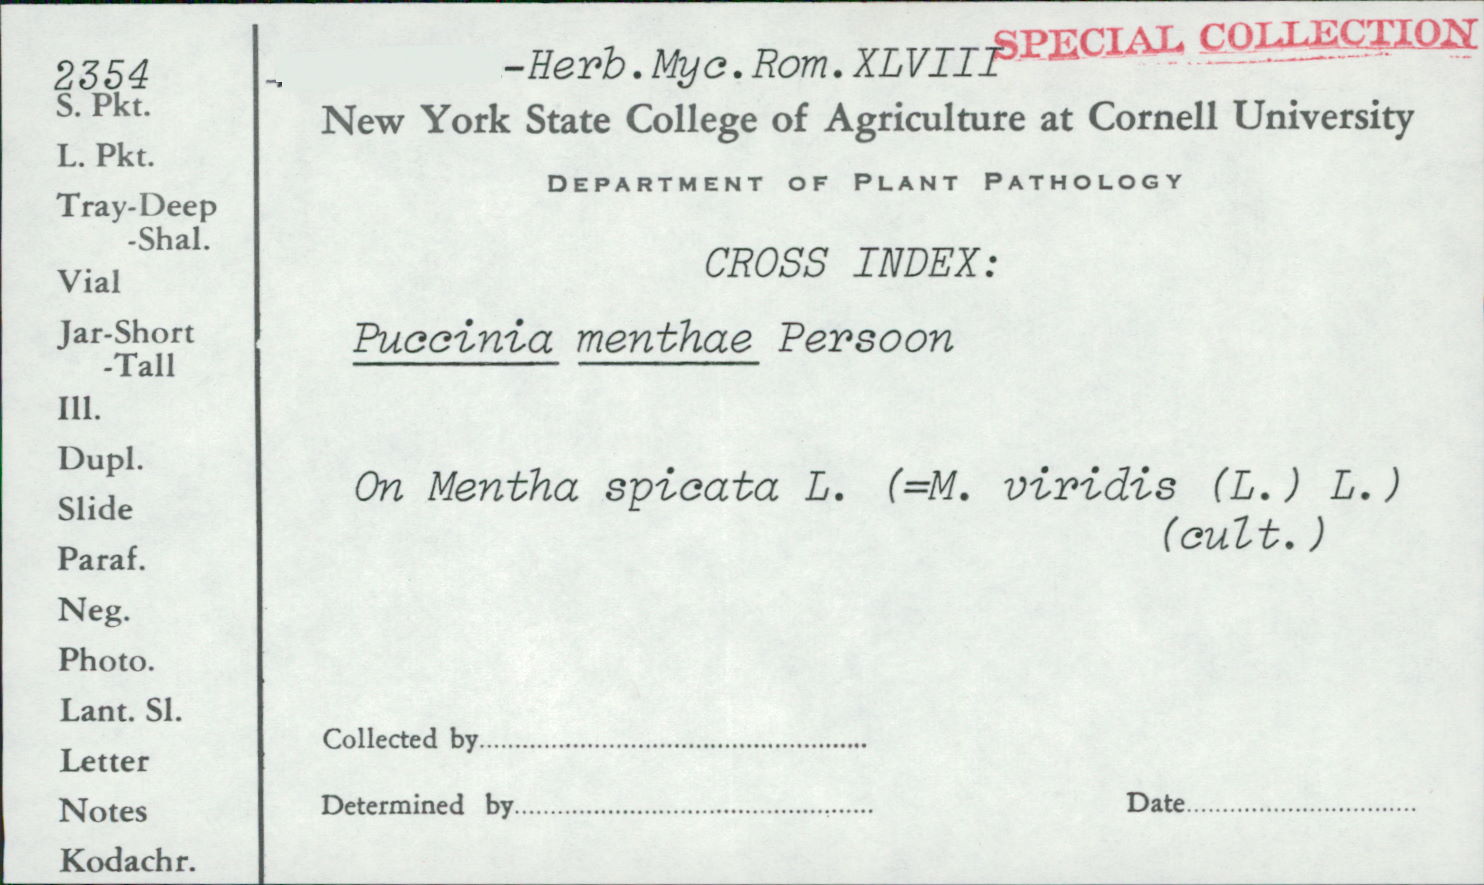 2354
S. Pkt.
L. Pkt.
Tray-Deep
-Shal.
Vial
Jar-Short
-Tall
Ill.
Dupl.
Slide
Paraf.
Neg.
Photo.
Lant. Sl.
Letter
Notes
Kodachr.
-Herb.Myc.Rom.XLVIII
SPECIAL COLLECTION
New York State College of Agriculture at Cornell University
DEPARTMENT OF PLANT PATHOLOGY
CROSS INDEX:
Puccinia menthae Persoon
On Mentha spicata L. (=M. viridis (L.) L.)
(cult.)
Collected by
Determined by
Date